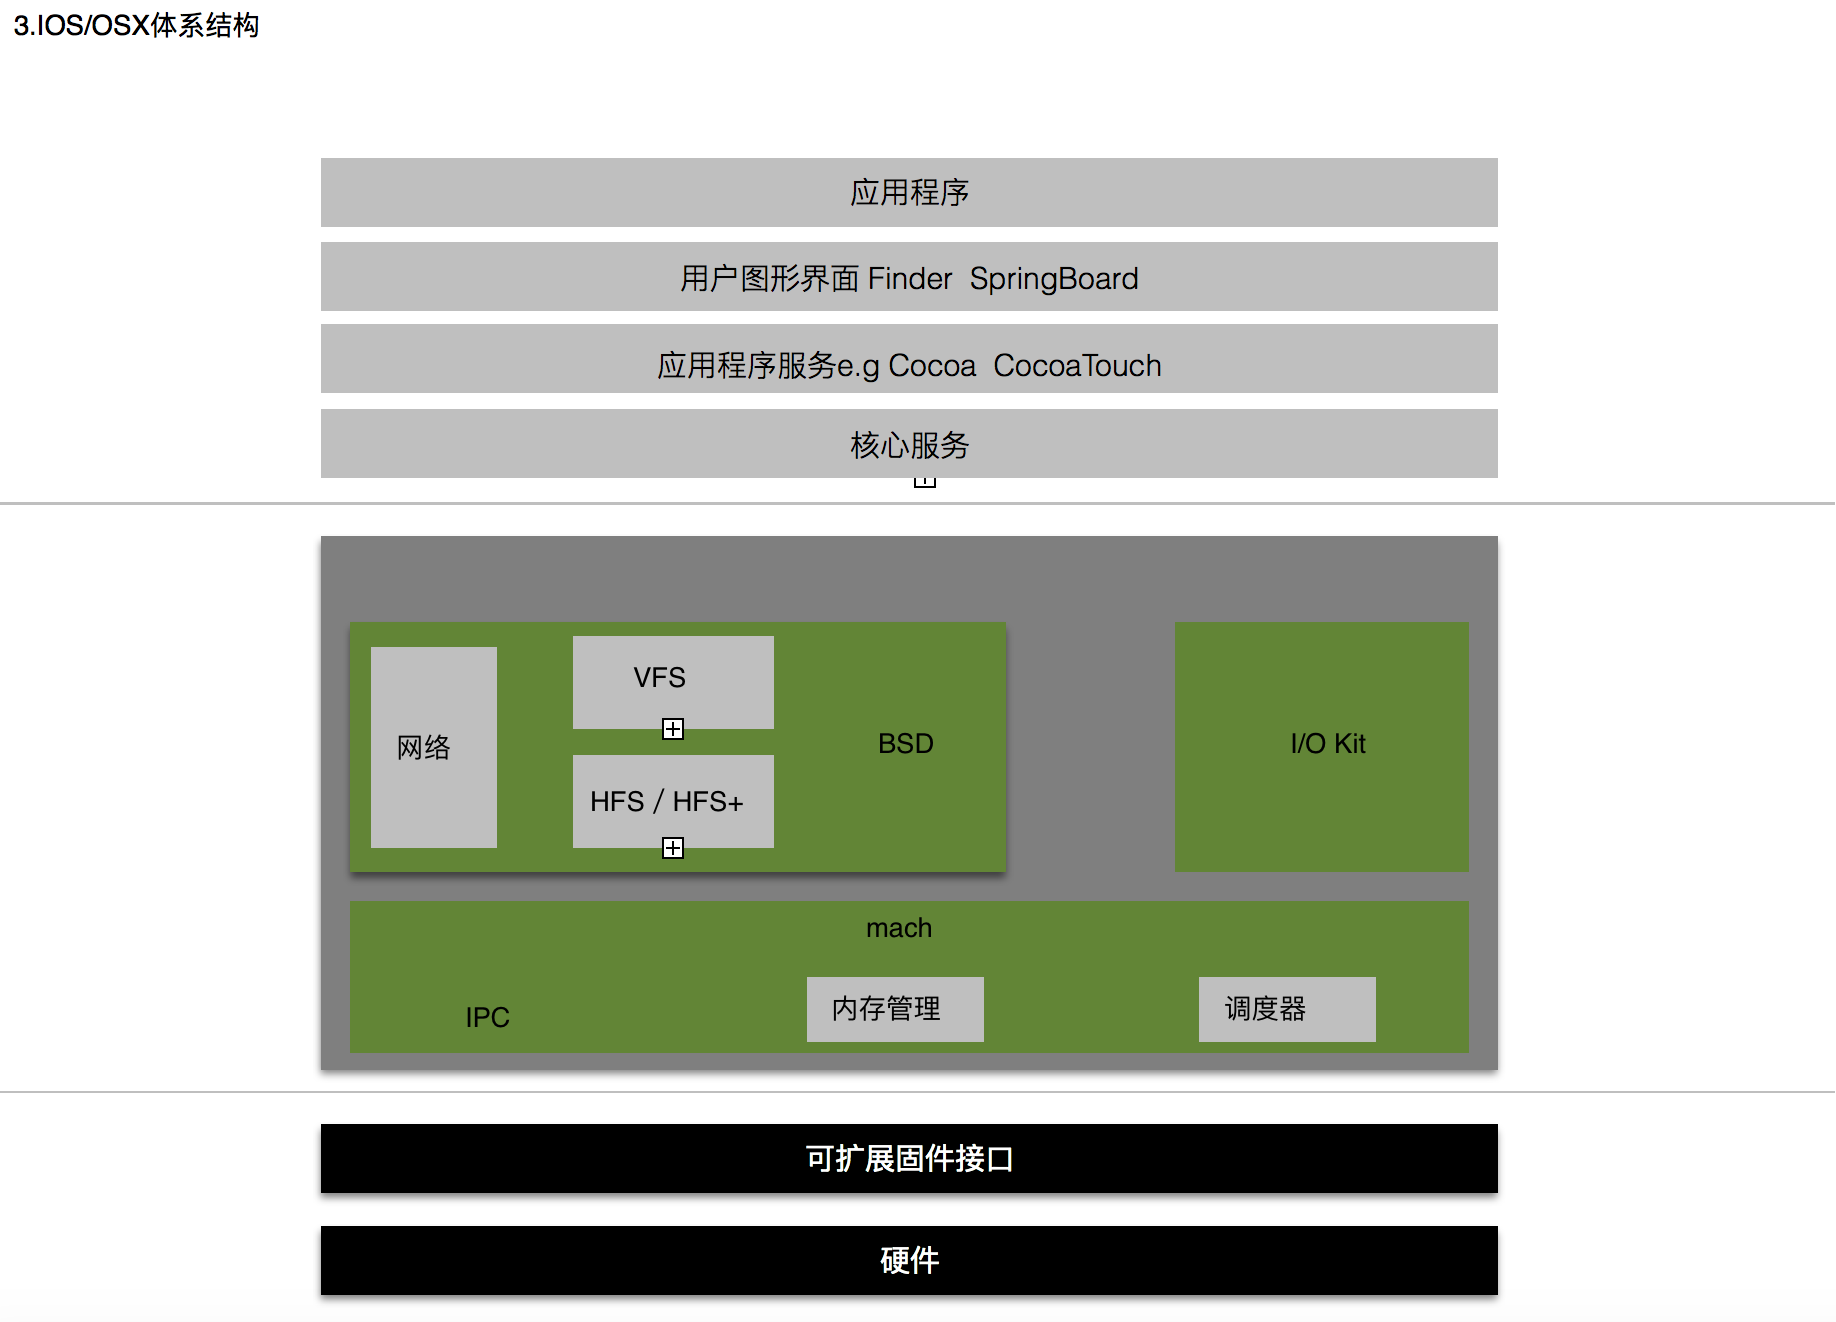 3.IOS/OSX体系结构
应用程序
用户图形界面 Finder  SpringBoard
应用程序服务e.g Cocoa  CocoaTouch
核心服务
网络
VFS
HFS / HFS+
BSD
I/O Kit
mach
IPC
内存管理
调度器
可扩展固件接口
硬件